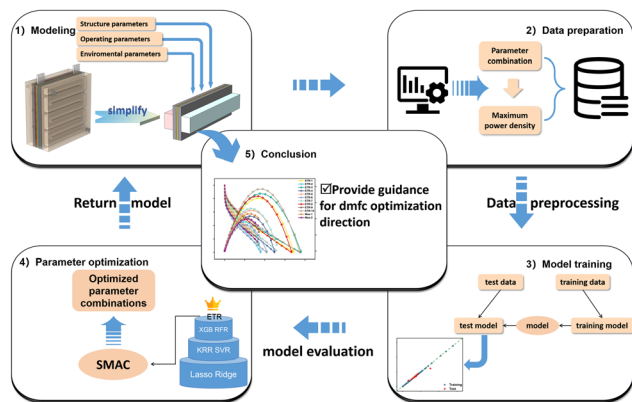 1) Modeling
Structure parameters
Operating parameters
Enviromental parameters
simplify
2) Data preparation
Parameter
combination
Maximum
power density
5) Conclusion
☑Provide guidance
for dmfc optimization
direction
Return model
Data preprocessing
4) Parameter optimization
Optimized
parameter
combinations
SMAC
ETR
XGB RFR
KRR SVR
Lasso Ridge
model evaluation
3) Model training
test data
training data
test model
model
training model
Training
Test